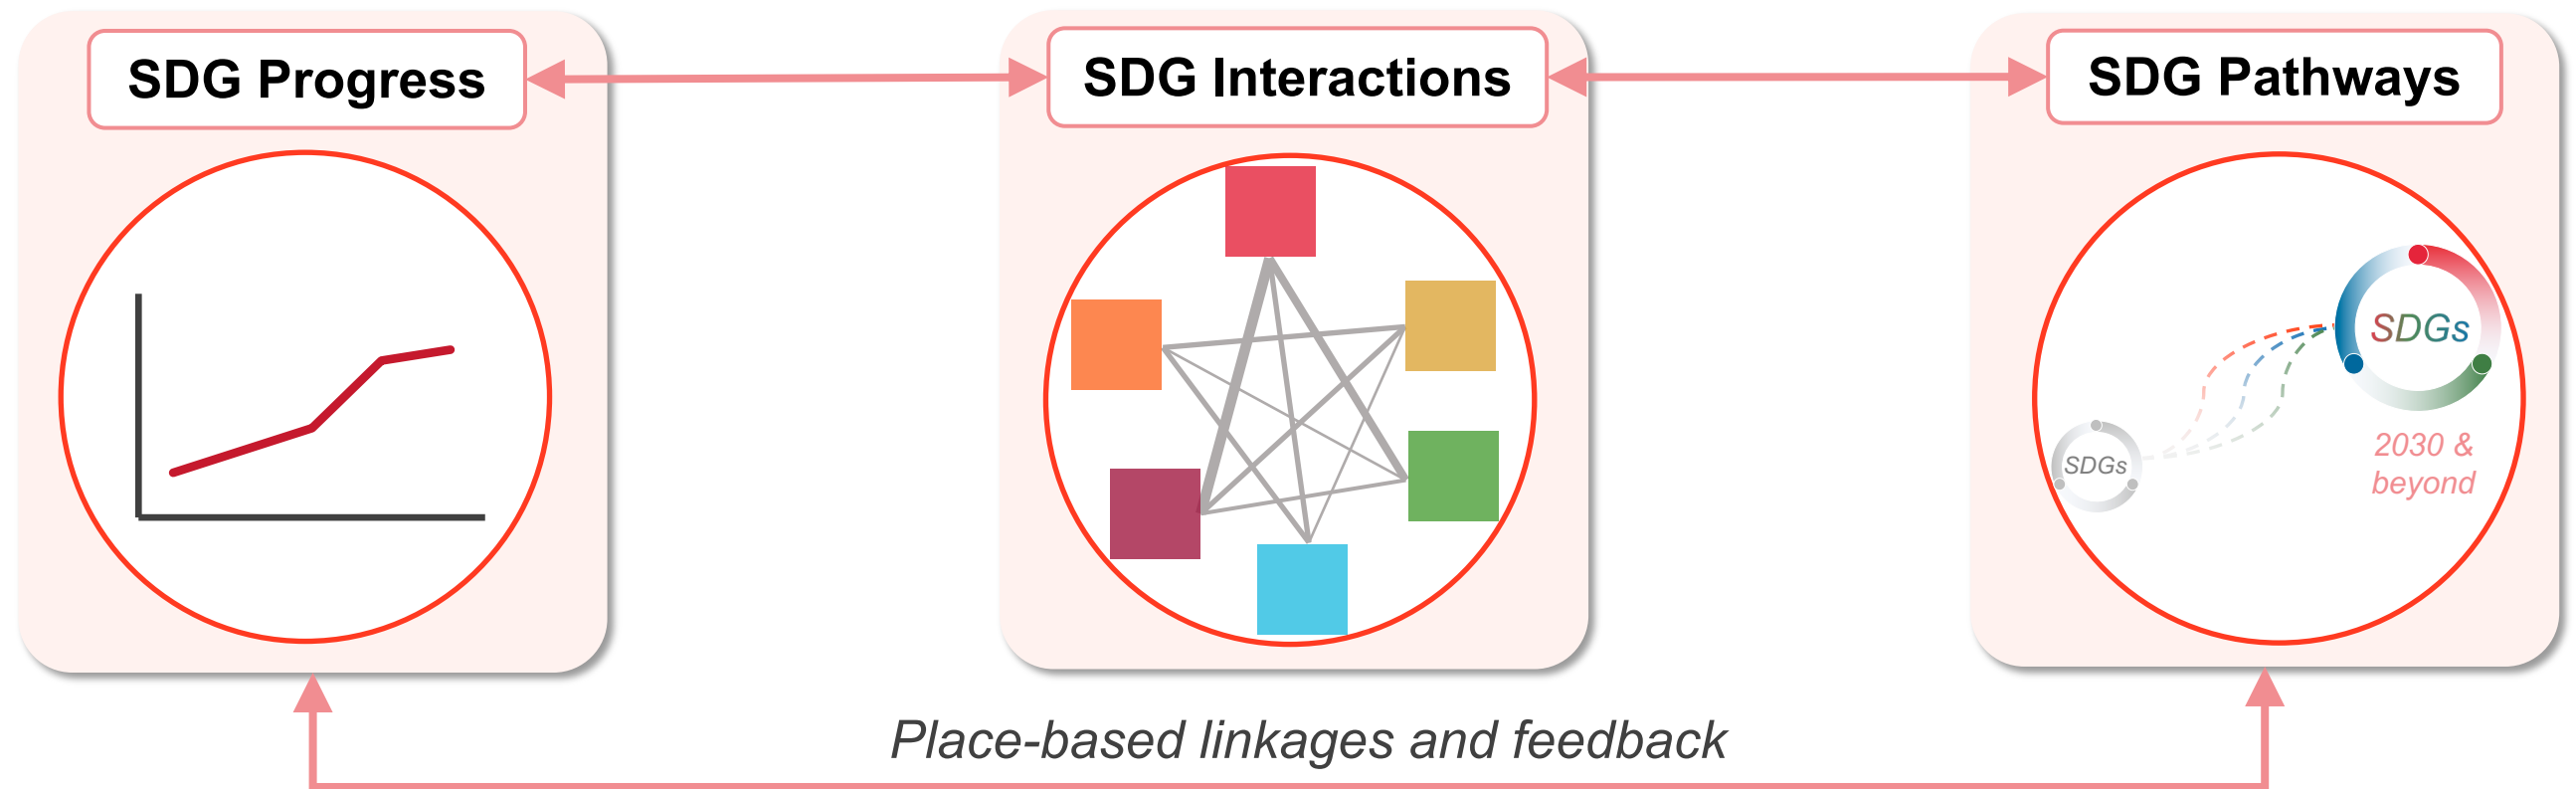 SDG Progress
SDG Interactions
SDG Pathways
SDGs
SDGs
2030 &
beyond
Place-based linkages and feedback